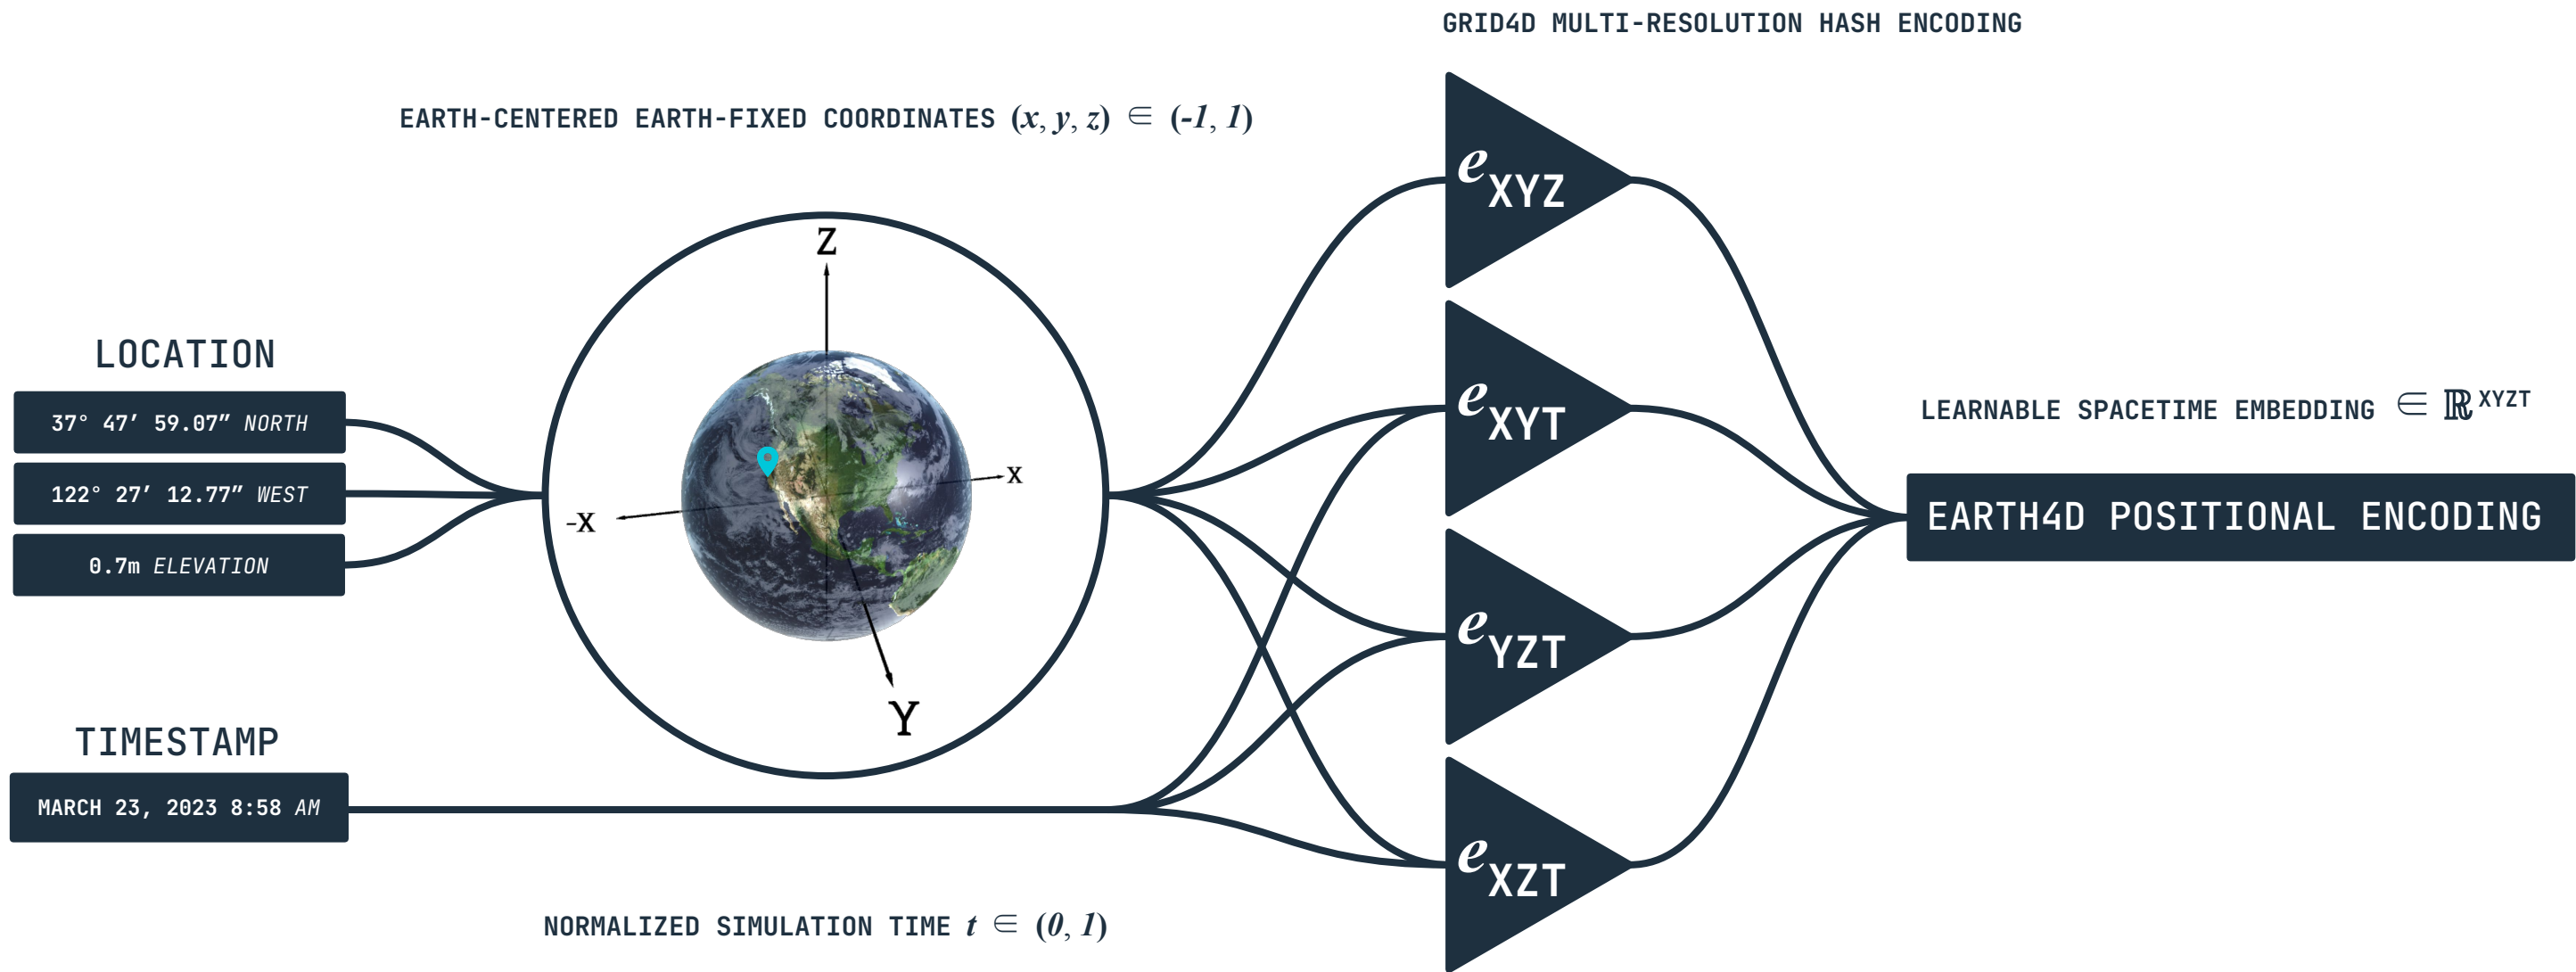 GRID4D MULTI-RESOLUTION HASH ENCODING
EARTH-CENTERED EARTH-FIXED COORDINATES (x, y, z) ∈ (-1, 1)
LOCATION
37° 47′ 59.07″ NORTH
122° 27′ 12.77″ WEST
0.7m ELEVATION
TIMESTAMP
MARCH 23, 2023 8:58 AM
Z
X
-X
Y
NORMALIZED SIMULATION TIME t ∈ (0, 1)
eXYZ
eXYT
eYZT
eXZT
LEARNABLE SPACETIME EMBEDDING ∈ ℝ XYZT
EARTH4D POSITIONAL ENCODING